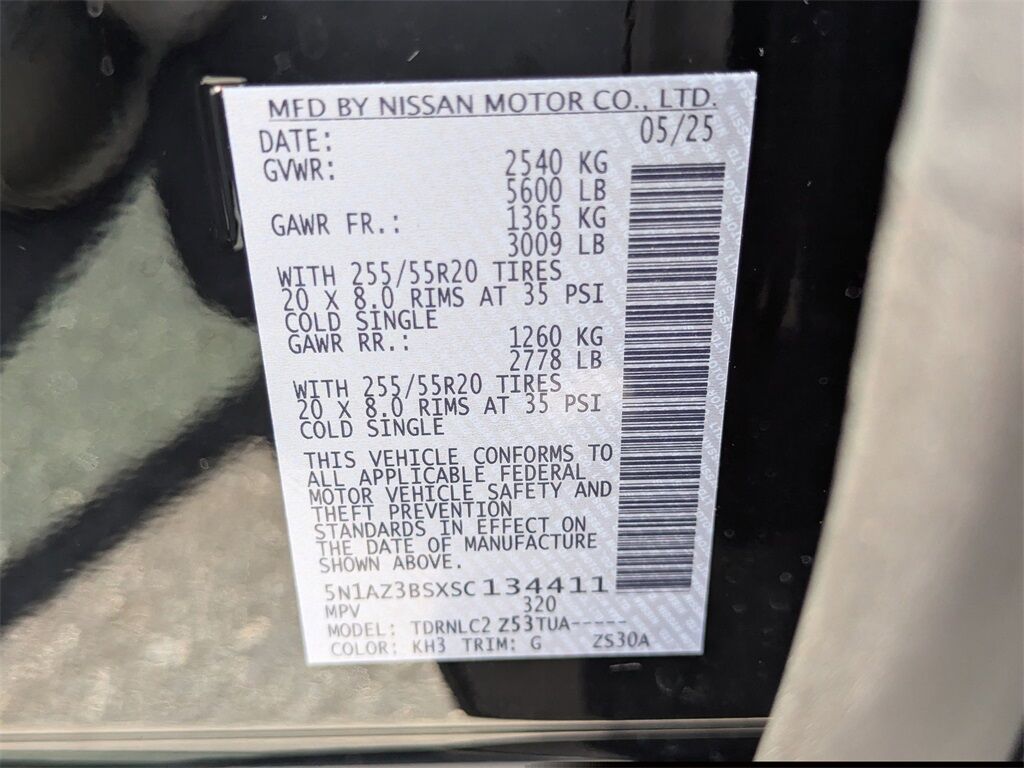 MFD BY NISSAN MOTOR CO., LTD.
DATE: 05/25
GVWR: 2540 KG
5600 LB
GAWR FR.: 1365 KG
3009 LB
WITH 255/55R20 TIRES
20 X 8.0 RIMS AT 35 PSI
COLD SINGLE
GAWR RR.: 1260 KG
2778 LB
WITH 255/55R20 TIRES
20 X 8.0 RIMS AT 35 PSI
COLD SINGLE
THIS VEHICLE CONFORMS TO
ALL APPLICABLE FEDERAL
MOTOR VEHICLE SAFETY AND
THEFT PREVENTION
STANDARDS IN EFFECT ON
THE DATE OF MANUFACTURE
SHOWN ABOVE.
5N1AZ3BSXSC134411
MPV 320
MODEL: TDRNLC2 Z53TUA-----
COLOR: KH3 TRIM: G ZS30A